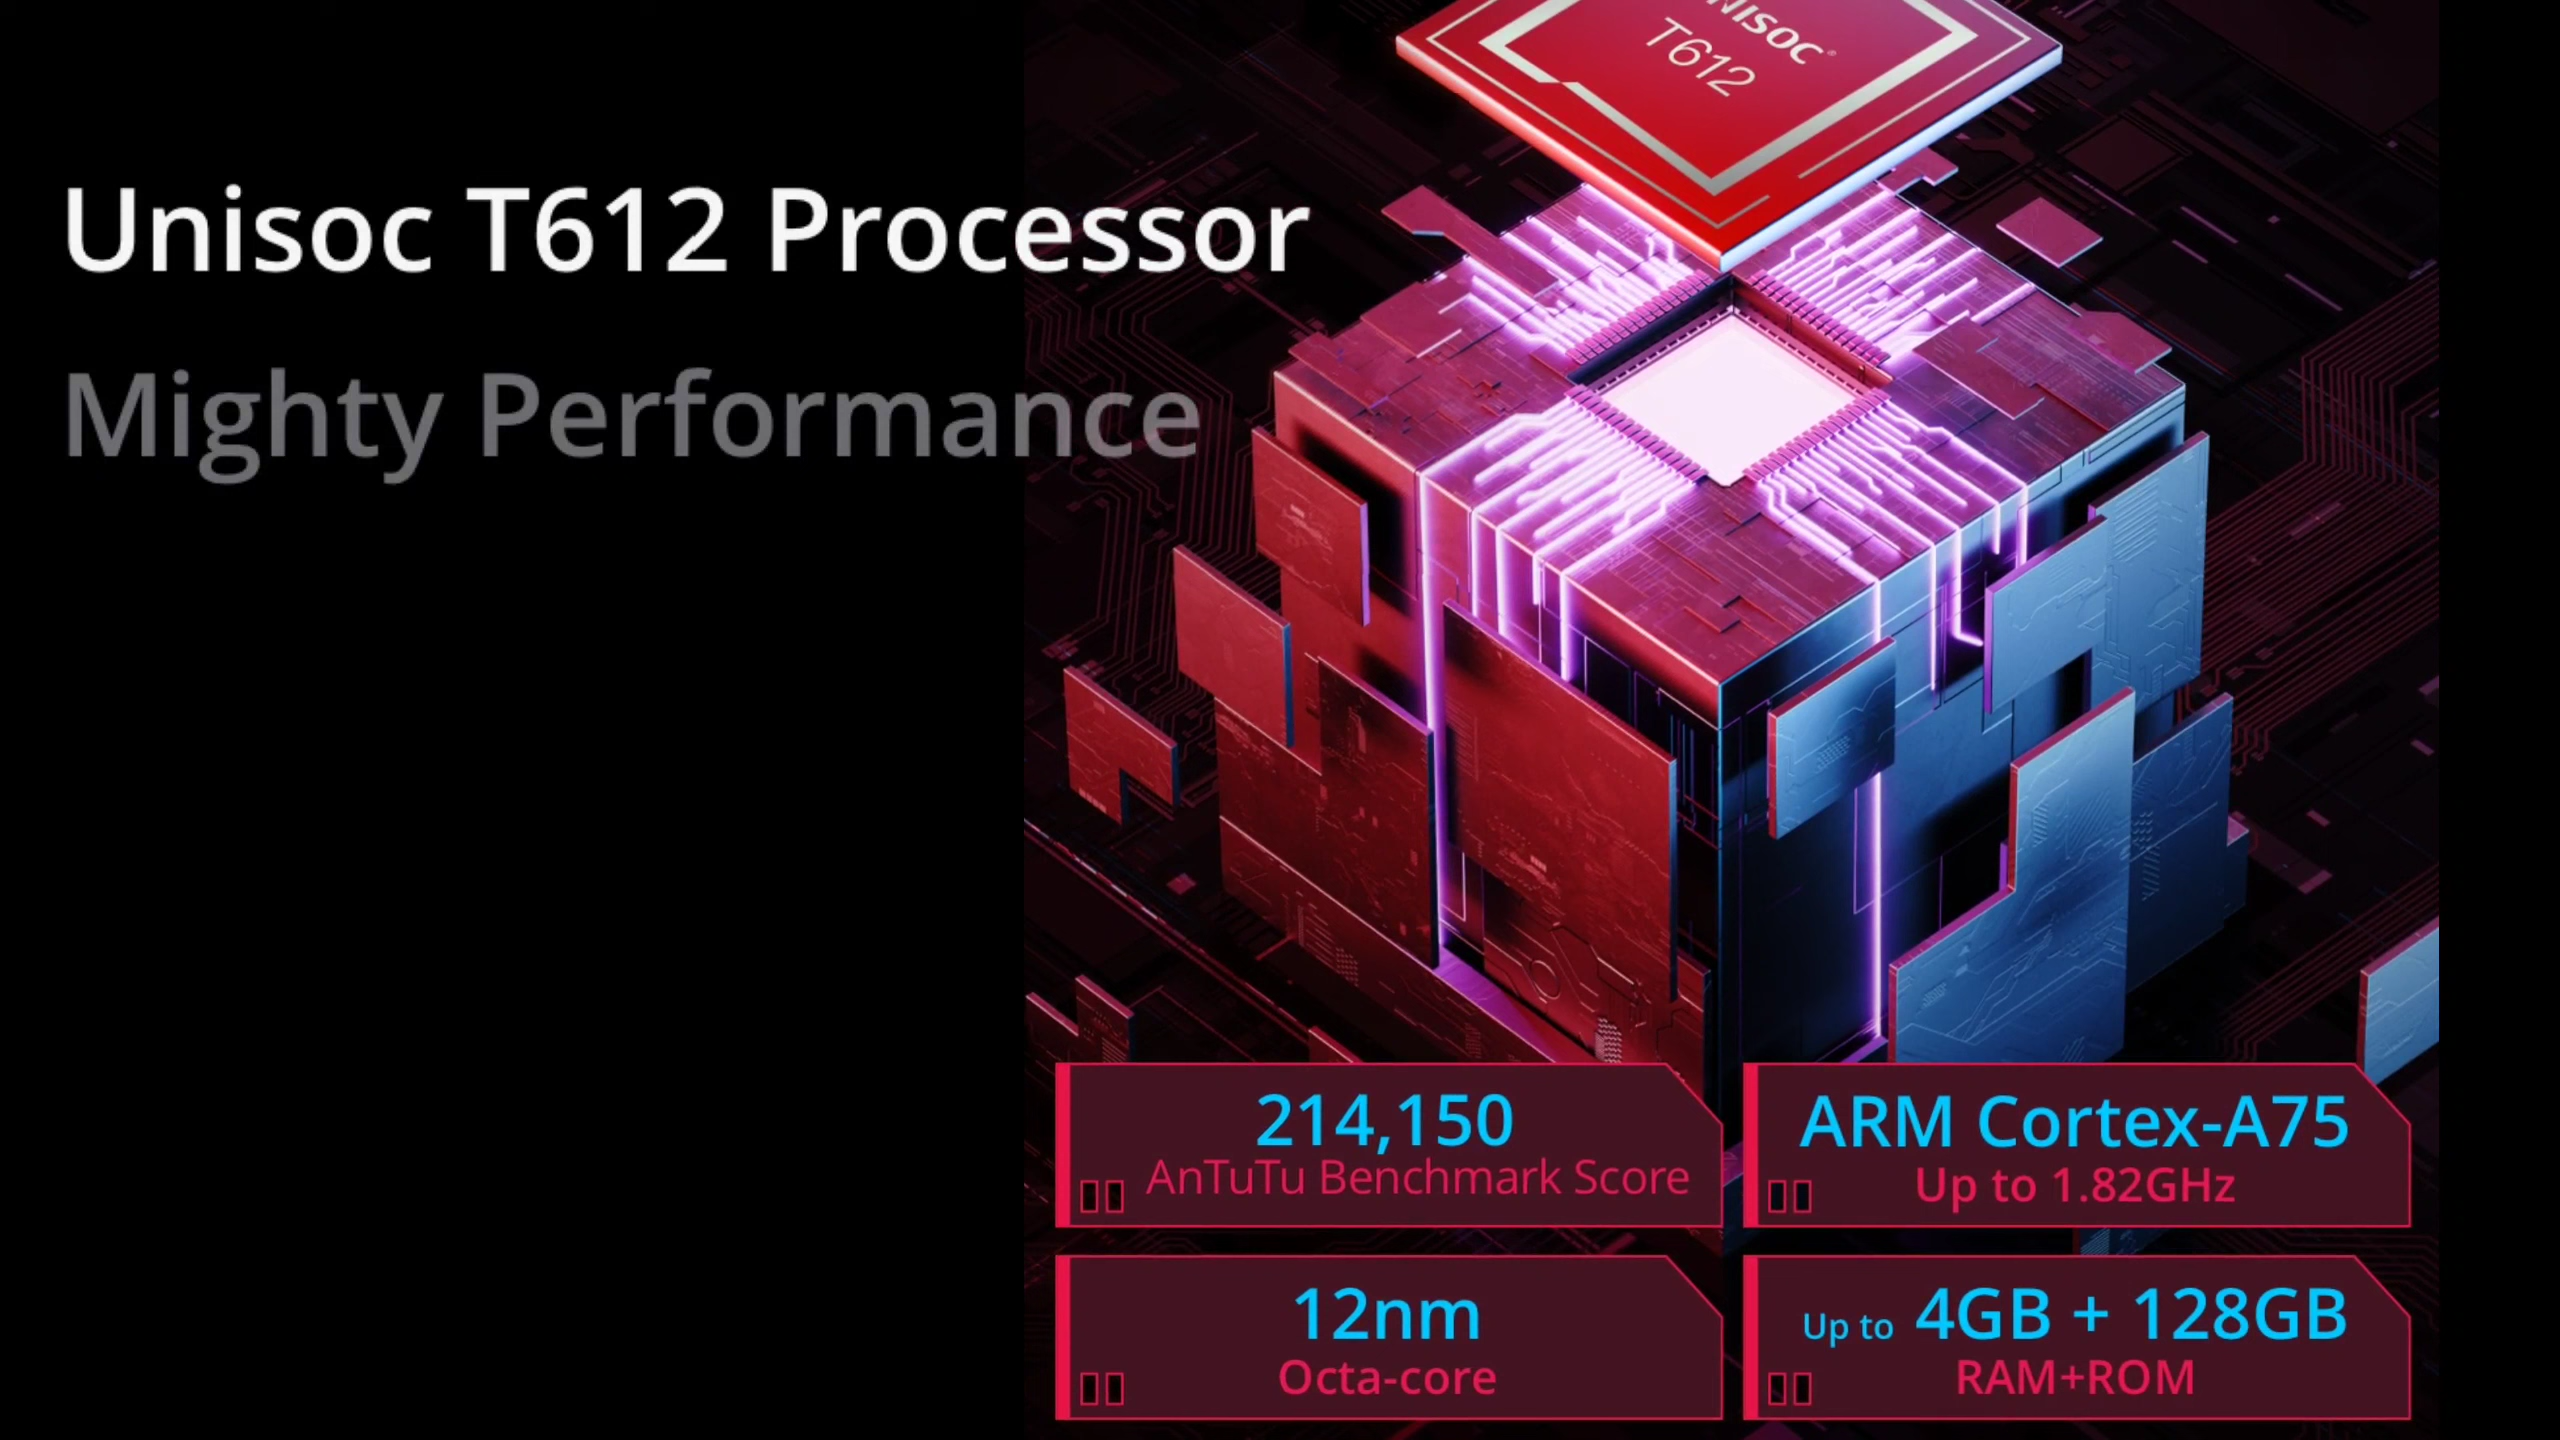 UNISOC
T612
Unisoc T612 Processor
Mighty Performance
214,150
AnTuTu Benchmark Score
ARM Cortex-A75
Up to 1.82GHz
12nm
Octa-core
Up to 4GB + 128GB
RAM+ROM